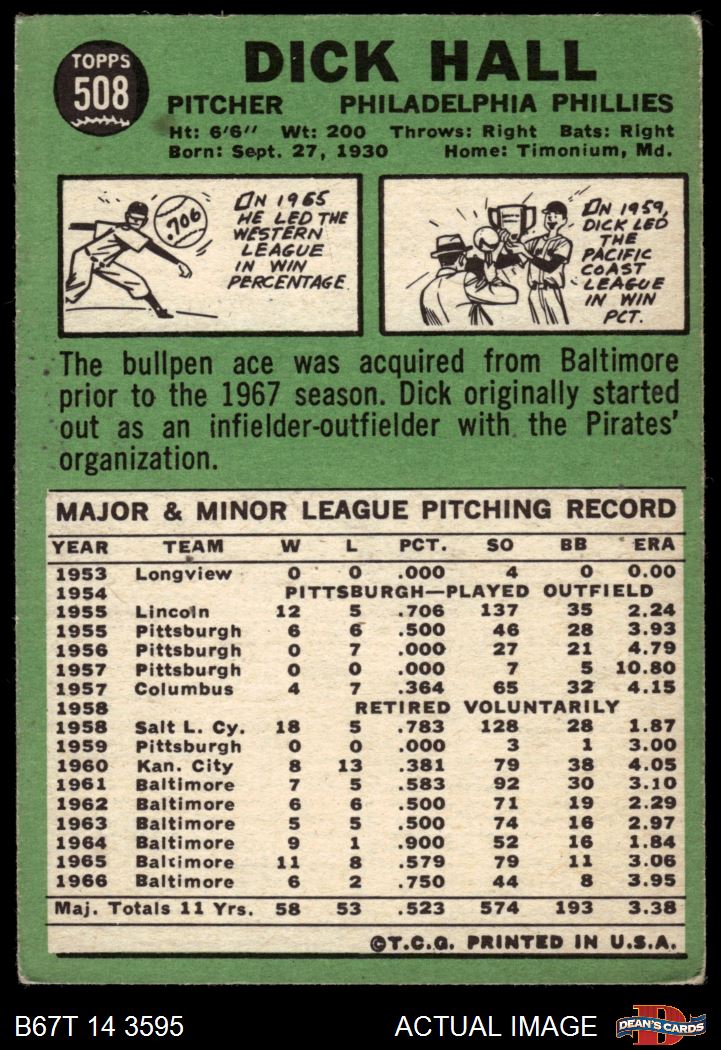 TOPPS
508
DICK HALL
PITCHER PHILADELPHIA PHILLIES
Ht: 6'6" Wt: 200 Throws: Right Bats: Right
Born: Sept. 27, 1930 Home: Timonium, Md.
.706
ON 1965
HE LED THE
WESTERN
LEAGUE
IN WIN
PERCENTAGE.
ON 1959,
DICK LED
THE
PACIFIC
COAST
LEAGUE
IN WIN
PCT.
The bullpen ace was acquired from Baltimore
prior to the 1967 season. Dick originally started
out as an infielder-outfielder with the Pirates'
organization.
MAJOR & MINOR LEAGUE PITCHING RECORD
YEAR TEAM W L PCT. SO BB ERA
1953 Longview 0 0 .000 4 0 0.00
1954 PITTSBURGH—PLAYED OUTFIELD
1955 Lincoln 12 5 .706 137 35 2.24
1955 Pittsburgh 6 6 .500 46 28 3.93
1956 Pittsburgh 0 7 .000 27 21 4.79
1957 Pittsburgh 0 0 .000 7 5 10.80
1957 Columbus 4 7 .364 65 32 4.15
1958 RETIRED VOLUNTARILY
1958 Salt L. Cy. 18 5 .783 128 28 1.87
1959 Pittsburgh 0 0 .000 3 1 3.00
1960 Kan. City 8 13 .381 79 38 4.05
1961 Baltimore 7 5 .583 92 30 3.10
1962 Baltimore 6 6 .500 71 19 2.29
1963 Baltimore 5 5 .500 74 16 2.97
1964 Baltimore 9 1 .900 52 16 1.84
1965 Baltimore 11 8 .579 79 11 3.06
1966 Baltimore 6 2 .750 44 8 3.95
Maj. Totals 11 Yrs. 58 53 .523 574 193 3.38
©T.C.G. PRINTED IN U.S.A.
B67T 14 3595 ACTUAL IMAGE
D
DEAN'S CARDS